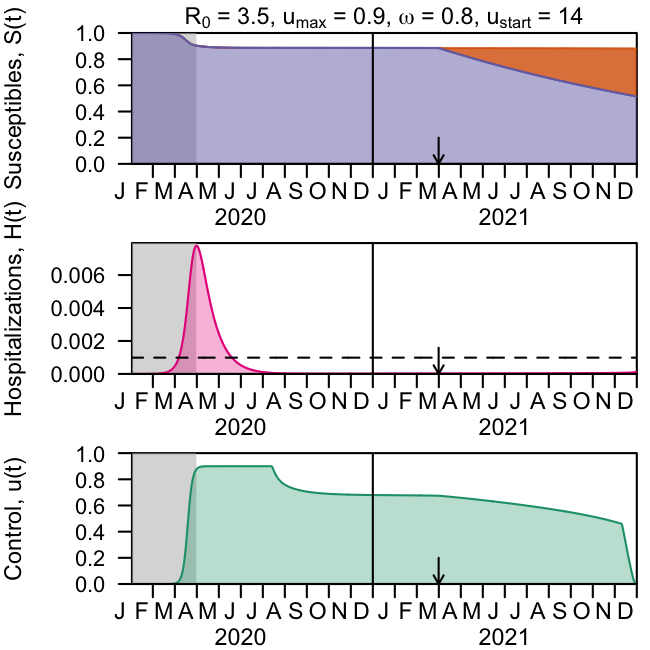 R₀ = 3.5, uₘₐₓ = 0.9, ω = 0.8, u_start = 14
Susceptibles, S(t)
1.0
0.8
0.6
0.4
0.2
0.0
J F M A M J J A S O N D J F M A M J J A S O N D
2020 2021
Hospitalizations, H(t)
0.006
0.004
0.002
0.000
J F M A M J J A S O N D J F M A M J J A S O N D
2020 2021
Control, u(t)
1.0
0.8
0.6
0.4
0.2
0.0
J F M A M J J A S O N D J F M A M J J A S O N D
2020 2021